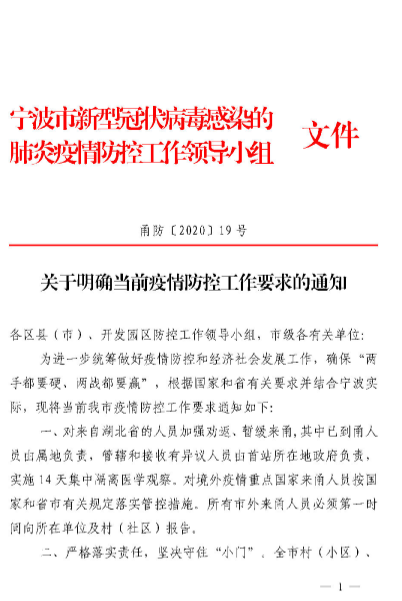 宁波市新型冠状病毒感染的
肺炎疫情防控工作领导小组
文件
甬防〔2020〕19 号
关于明确当前疫情防控工作要求的通知
各区县（市）、开发园区防控工作领导小组，市级各有关单位:
为进一步统筹做好疫情防控和经济社会发展工作，确保“两
手都要硬、两战都要赢”，根据国家和省有关要求并结合宁波实
际，现将当前我市疫情防控工作要求通知如下:
一、对来自湖北省的人员加强劝返、暂缓来甬,其中已到甬人
员由属地负责，管辖和接收有异议人员由首站所在地政府负责，
实施 14 天集中隔离医学观察。对境外疫情重点国家来甬人员按国
家和省市有关规定落实管控措施。所有市外来甬人员必须第一时
间向所在单位及村（社区）报告。
二、严格落实责任，坚决守住“小门”。全市村（小区）、
— 1